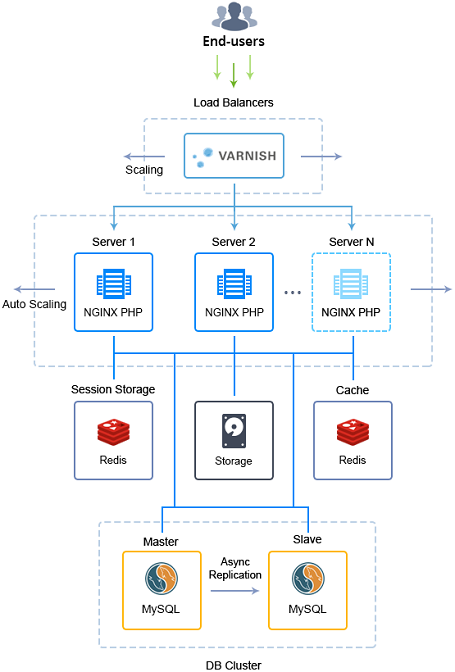 End-users
Load Balancers
VARNISH
Scaling
Server 1
Server 2
Server N
NGINX PHP
NGINX PHP
...
NGINX PHP
Auto Scaling
Session Storage
Cache
Redis
Storage
Redis
Master
Slave
Async
Replication
MySQL
MySQL
DB Cluster